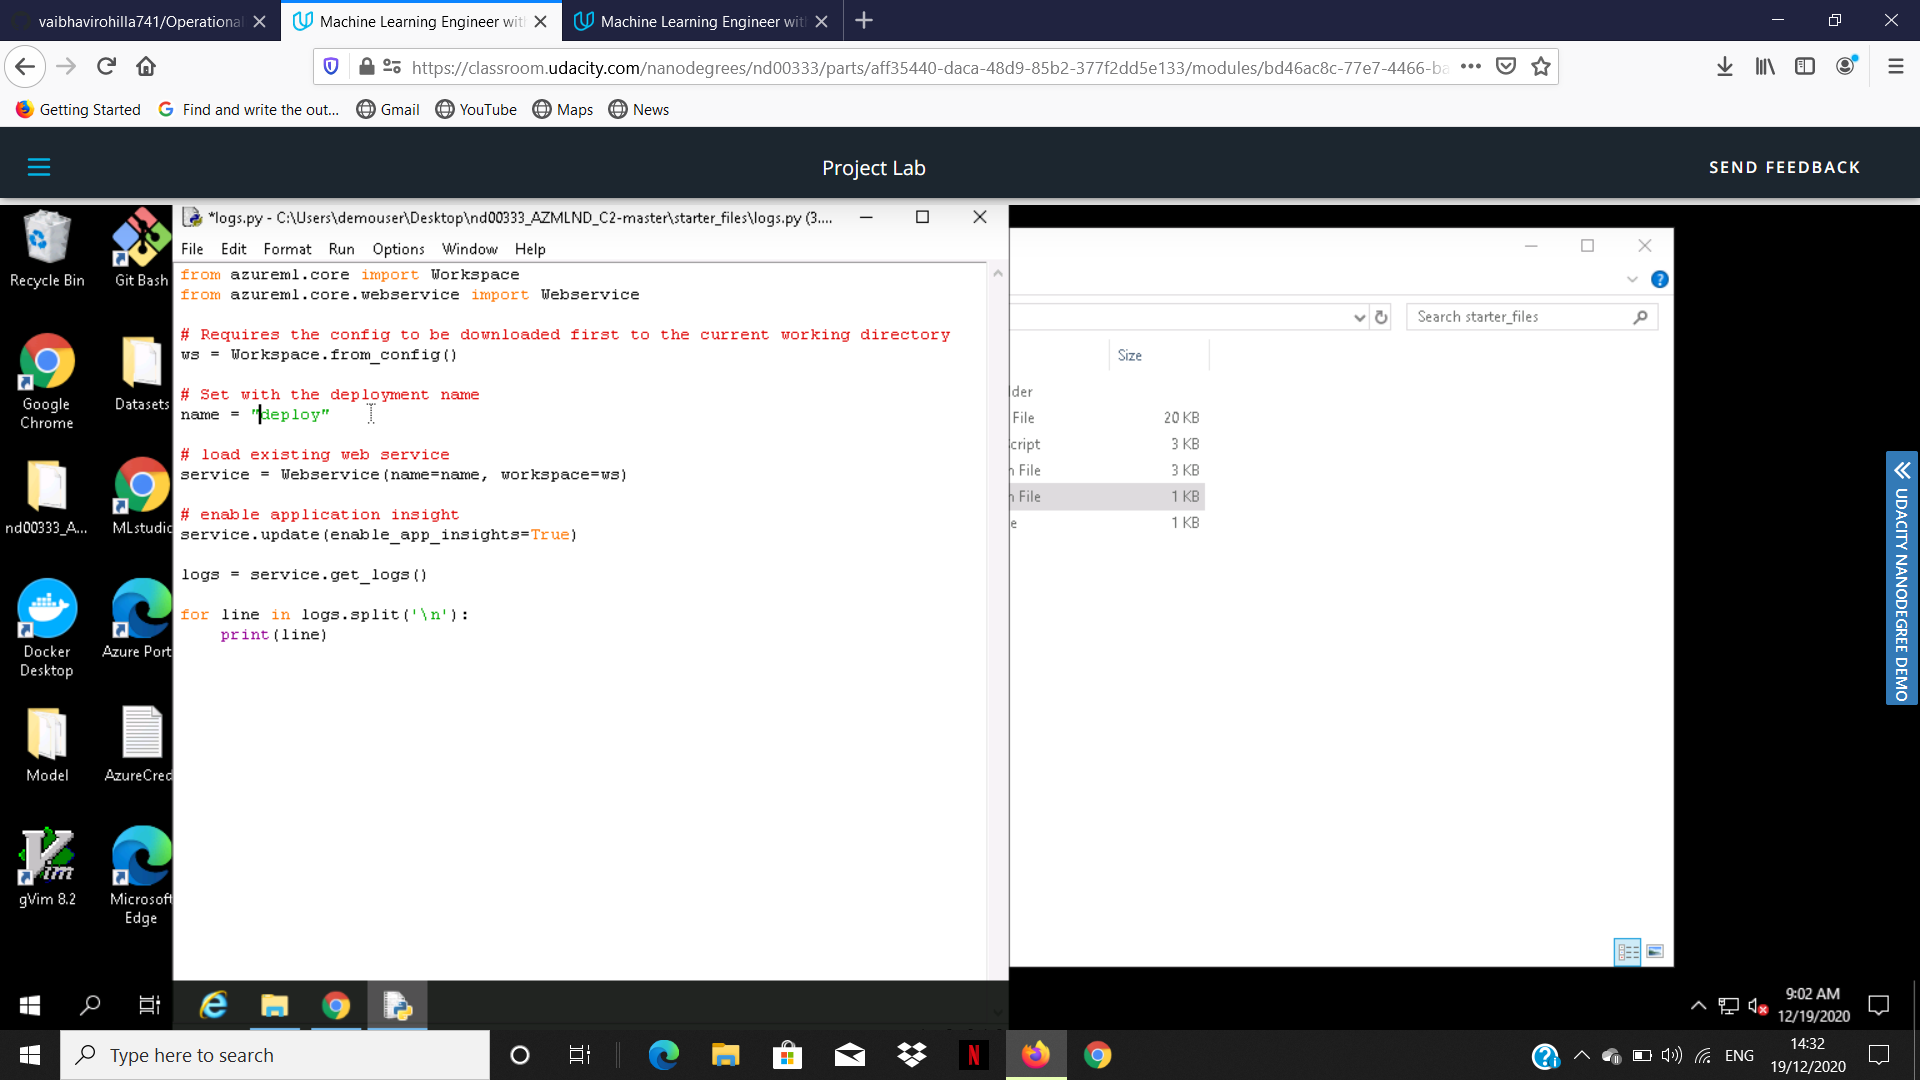 vaibhavirohilla741/Operational
Machine Learning Engineer wit
Machine Learning Engineer wit
https://classroom.udacity.com/nanodegrees/nd00333/parts/aff35440-daca-48d9-85b2-377f2dd5e133/modules/bd46ac8c-77e7-4466-ba
Getting Started
Find and write the out...
Gmail
YouTube
Maps
News
Project Lab
SEND FEEDBACK
*logs.py - C:\Users\demouser\Desktop\nd00333_AZMLND_C2-master\starter_files\logs.py (3....
File Edit Format Run Options Window Help
from azureml.core import Workspace
from azureml.core.webservice import Webservice
# Requires the config to be downloaded first to the current working directory
ws = Workspace.from_config()
# Set with the deployment name
name = "deploy"
# load existing web service
service = Webservice(name=name, workspace=ws)
# enable application insight
service.update(enable_app_insights=True)
logs = service.get_logs()
for line in logs.split('\n'):
print(line)
Recycle Bin
Git Bash
Google
Chrome
Datasets
nd00333_A...
MLstudio
Docker
Desktop
Azure Port
Model
AzureCred
gVim 8.2
Microsoft
Edge
Search starter_files
Size
lder
File 20 KB
cript 3 KB
n File 3 KB
n File 1 KB
e 1 KB
UDACITY NANODEGREE DEMO
9:02 AM
12/19/2020
Type here to search
N
ENG
14:32
19/12/2020